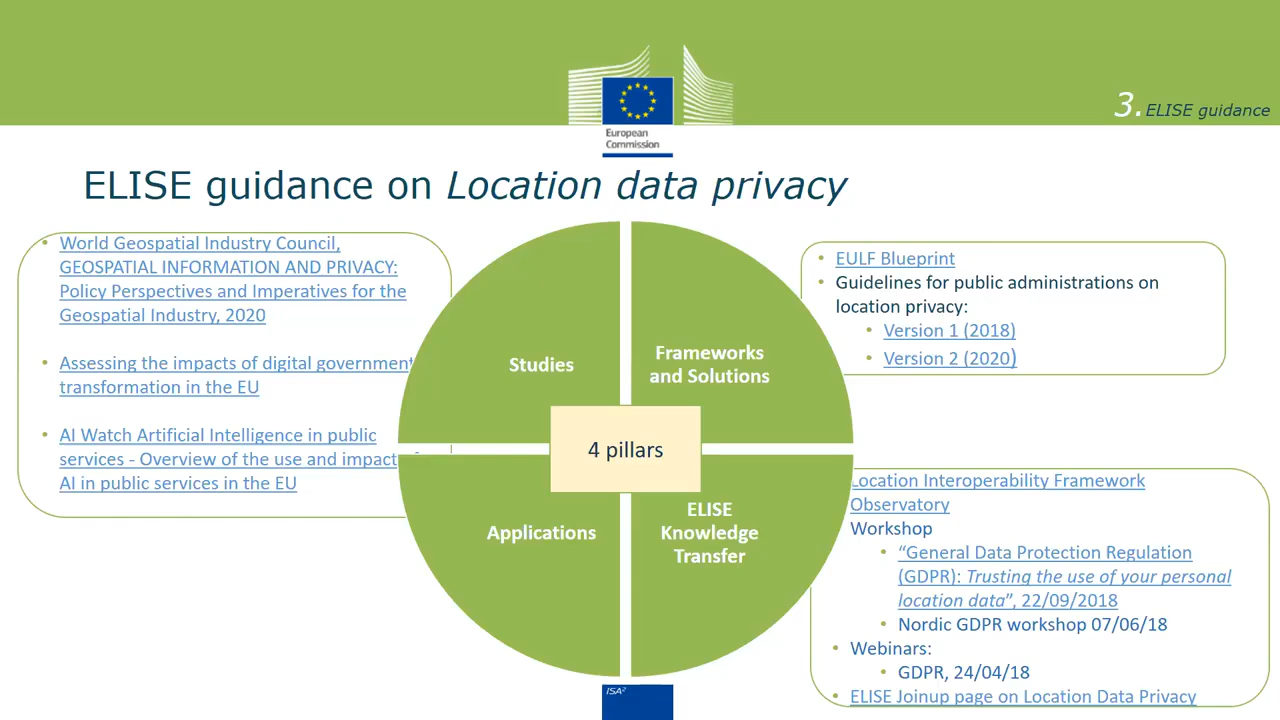 3. ELISE guidance
European
Commission
ELISE guidance on Location data privacy
• World Geospatial Industry Council,
GEOSPATIAL INFORMATION AND PRIVACY:
Policy Perspectives and Imperatives for the
Geospatial Industry, 2020
• Assessing the impacts of digital government
transformation in the EU
• AI Watch Artificial Intelligence in public
services - Overview of the use and impact
AI in public services in the EU
Studies
Frameworks
and Solutions
4 pillars
Applications
ELISE
Knowledge
Transfer
• EULF Blueprint
• Guidelines for public administrations on
location privacy:
• Version 1 (2018)
• Version 2 (2020)
Location Interoperability Framework
Observatory
Workshop
• “General Data Protection Regulation
(GDPR): Trusting the use of your personal
location data”, 22/09/2018
• Nordic GDPR workshop 07/06/18
• Webinars:
• GDPR, 24/04/18
• ELISE Joinup page on Location Data Privacy
ISA²